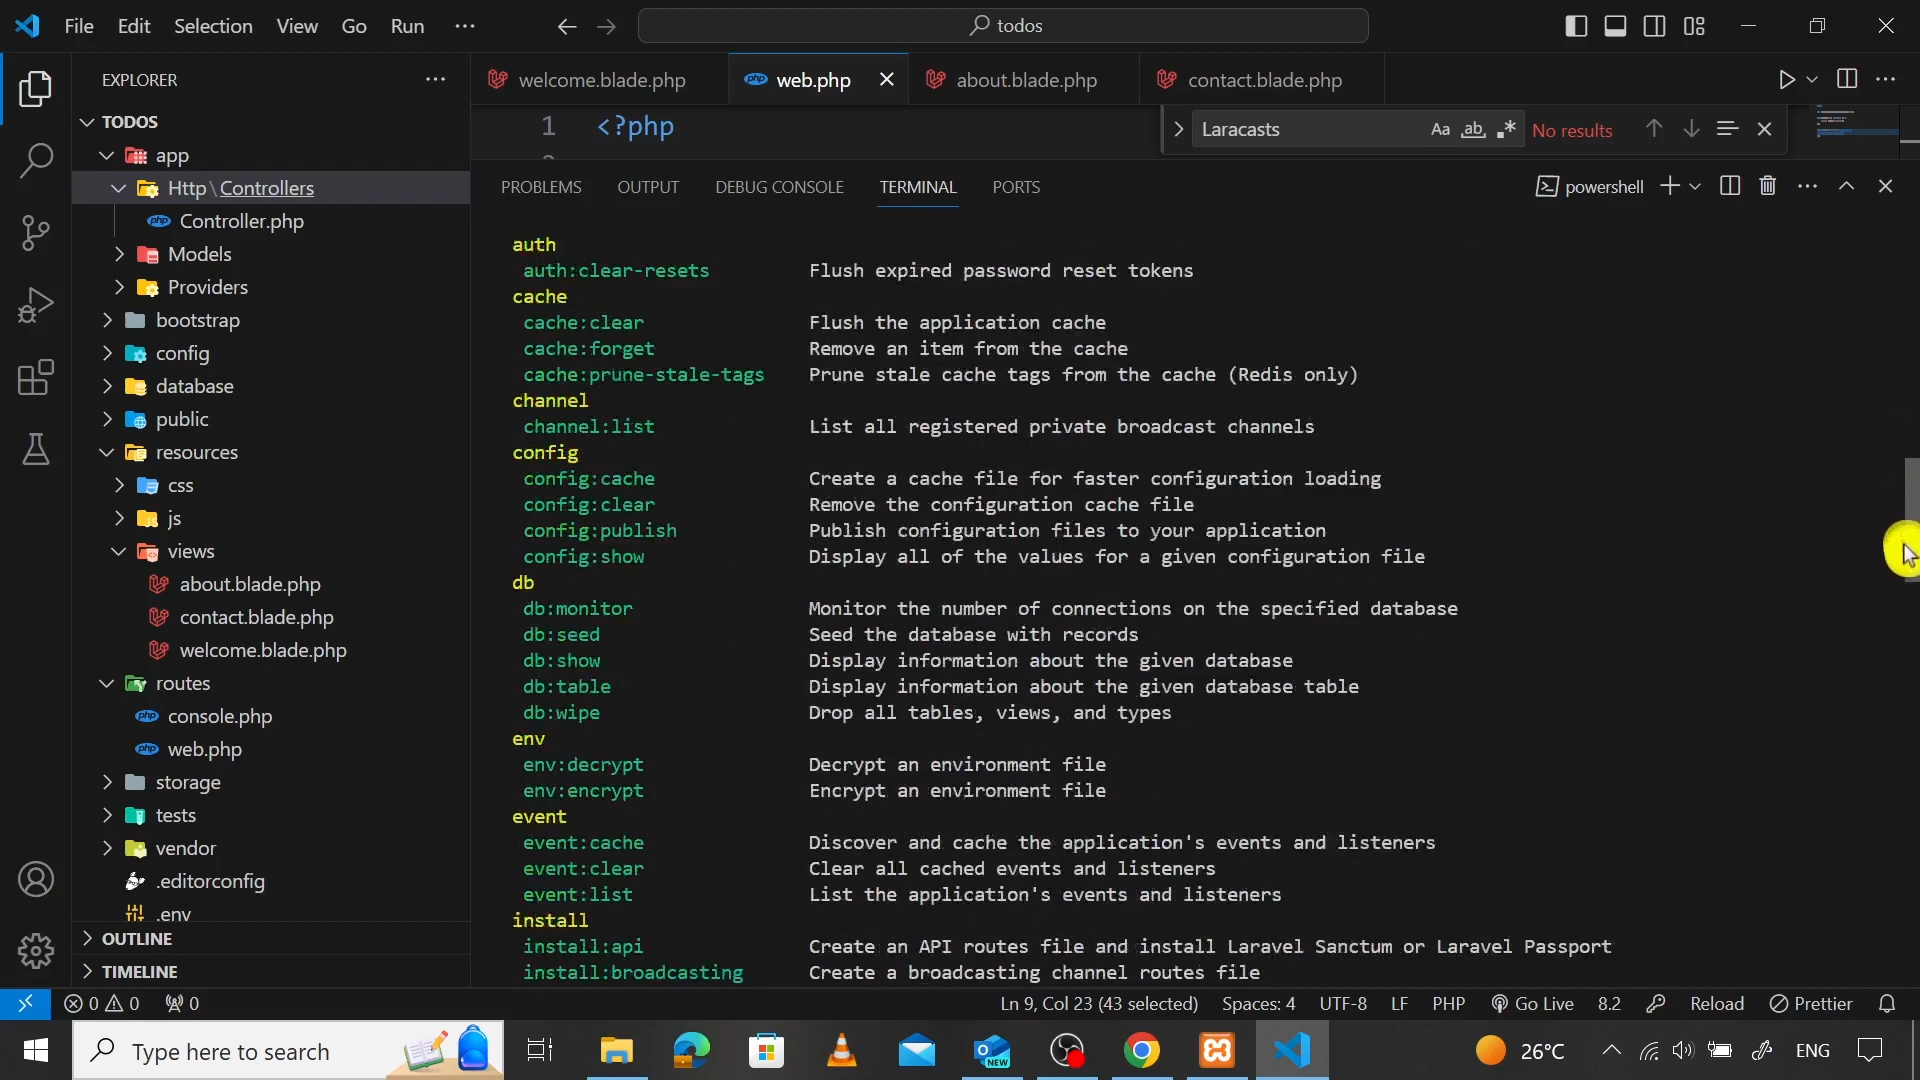 File Edit Selection View Go Run ···
todos
EXPLORER
TODOS
app
Http\Controllers
Controller.php
Models
Providers
bootstrap
config
database
public
resources
css
js
views
about.blade.php
contact.blade.php
welcome.blade.php
routes
console.php
web.php
storage
tests
vendor
.editorconfig
.env
OUTLINE
TIMELINE
welcome.blade.php
web.php
about.blade.php
contact.blade.php
1 <?php
Laracasts
Aa ab
No results
PROBLEMS OUTPUT DEBUG CONSOLE TERMINAL PORTS
powershell
auth
auth:clear-resets Flush expired password reset tokens
cache
cache:clear Flush the application cache
cache:forget Remove an item from the cache
cache:prune-stale-tags Prune stale cache tags from the cache (Redis only)
channel
channel:list List all registered private broadcast channels
config
config:cache Create a cache file for faster configuration loading
config:clear Remove the configuration cache file
config:publish Publish configuration files to your application
config:show Display all of the values for a given configuration file
db
db:monitor Monitor the number of connections on the specified database
db:seed Seed the database with records
db:show Display information about the given database
db:table Display information about the given database table
db:wipe Drop all tables, views, and types
env
env:decrypt Decrypt an environment file
env:encrypt Encrypt an environment file
event
event:cache Discover and cache the application's events and listeners
event:clear Clear all cached events and listeners
event:list List the application's events and listeners
install
install:api Create an API routes file and install Laravel Sanctum or Laravel Passport
install:broadcasting Create a broadcasting channel routes file
0 0 0
Ln 9, Col 23 (43 selected) Spaces: 4 UTF-8 LF PHP Go Live 8.2 Reload Prettier
Type here to search
NEW
26°C
ENG